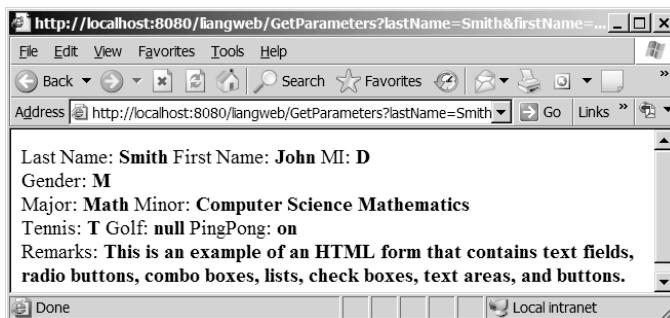 http://localhost:8080/liangweb/GetParameters?lastName=Smith&firstName=...
File Edit View Favorites Tools Help
Back Search Favorites »
Address http://localhost:8080/liangweb/GetParameters?lastName=Smith Go Links »
Last Name: Smith First Name: John MI: D
Gender: M
Major: Math Minor: Computer Science Mathematics
Tennis: T Golf: null PingPong: on
Remarks: This is an example of an HTML form that contains text fields,
radio buttons, combo boxes, lists, check boxes, text areas, and buttons.
Done Local intranet